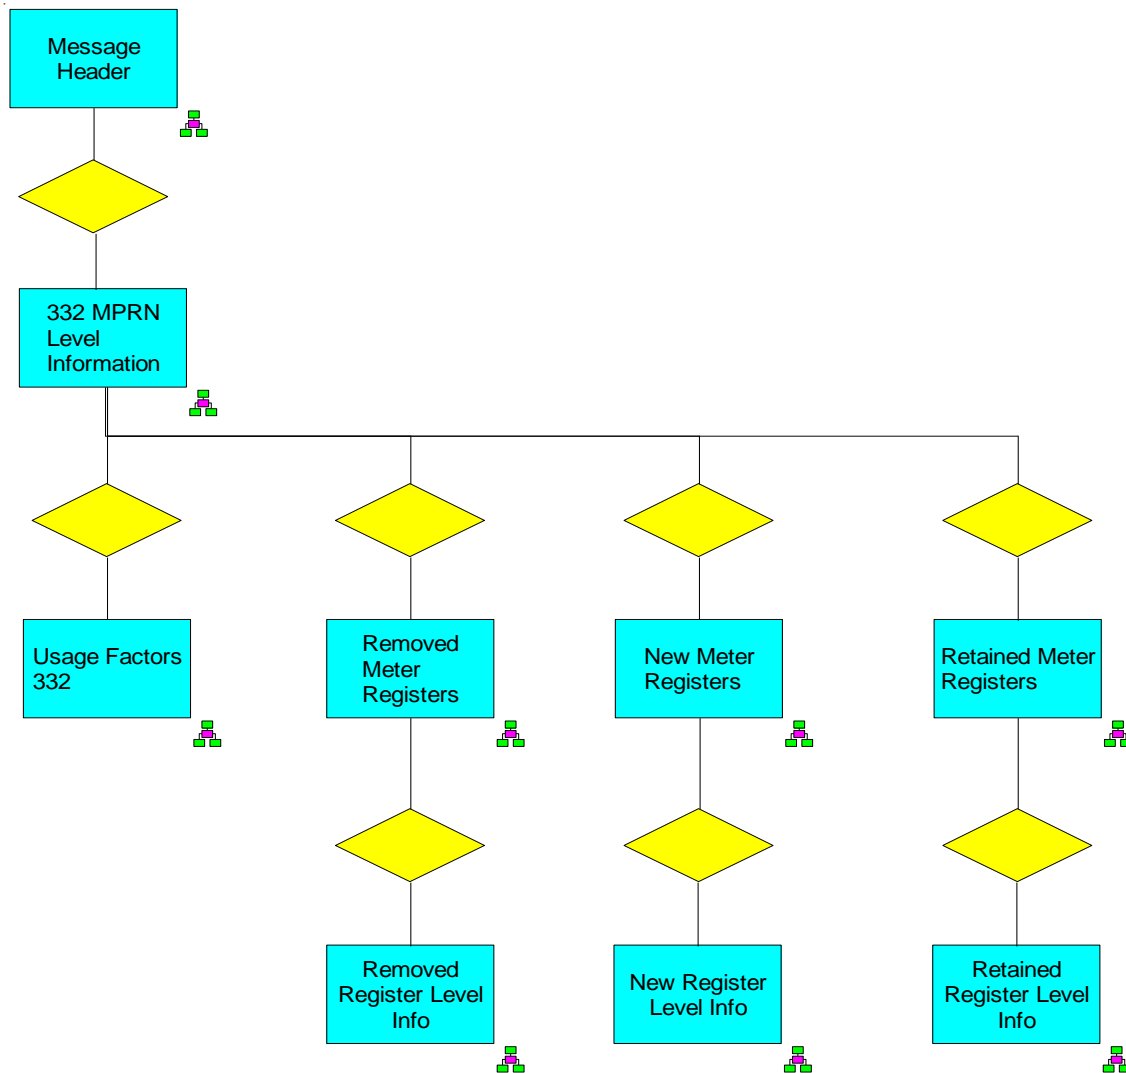 Message
Header
332 MPRN
Level
Information
Usage Factors
332
Removed
Meter
Registers
New Meter
Registers
Retained Meter
Registers
Removed
Register Level
Info
New Register
Level Info
Retained
Register Level
Info